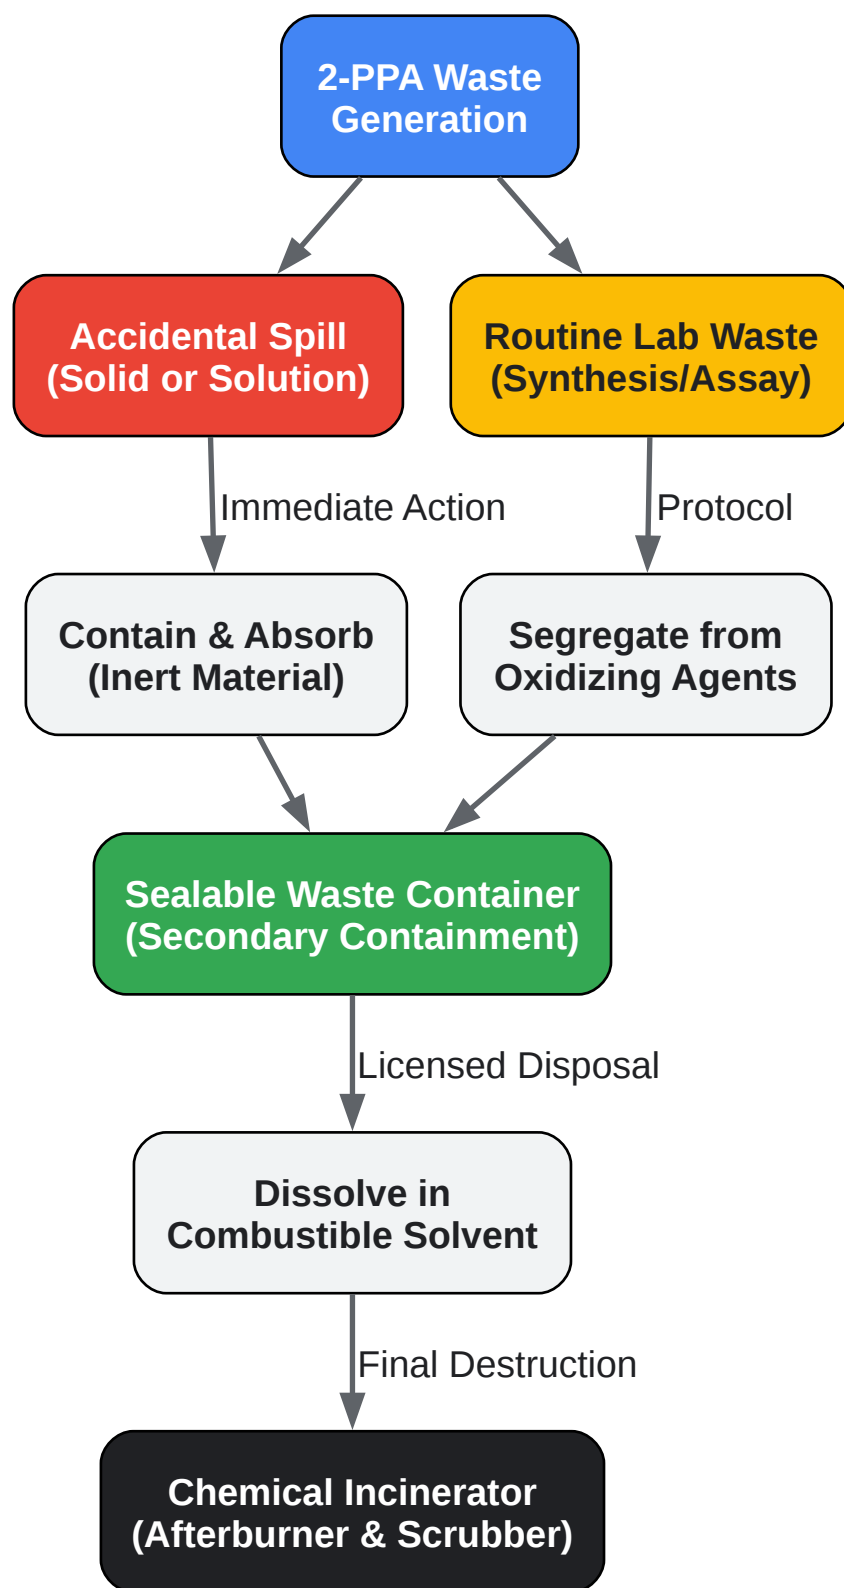 2-PPA Waste
Generation
Accidental Spill
(Solid or Solution)
Routine Lab Waste
(Synthesis/Assay)
Immediate Action
Protocol
Contain & Absorb
(Inert Material)
Segregate from
Oxidizing Agents
Sealable Waste Container
(Secondary Containment)
Licensed Disposal
Dissolve in
Combustible Solvent
Final Destruction
Chemical Incinerator
(Afterburner & Scrubber)